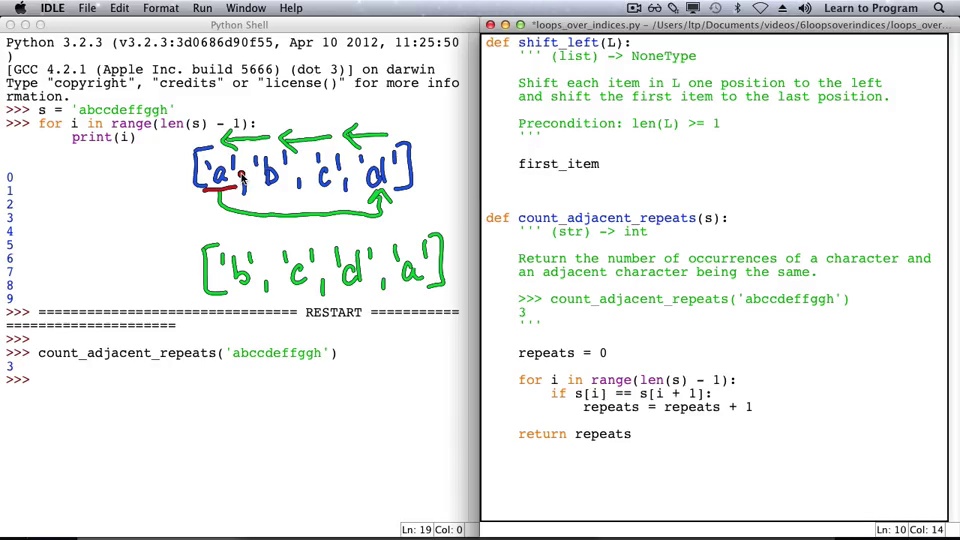 IDLE File Edit Format Run Window Help Learn to Program
Python Shell
Python 3.2.3 (v3.2.3:3d0686d90f55, Apr 10 2012, 11:25:50
)
[GCC 4.2.1 (Apple Inc. build 5666) (dot 3)] on darwin
Type "copyright", "credits" or "license()" for more info
rmation.
>>> s = 'abccdeffggh'
>>> for i in range(len(s) - 1):
print(i)
0
1
2
3
4
5
6
7
8
9
['a', 'b', 'c', 'd']
['b', 'c', 'd', 'a']
>>> ================================ RESTART ===========
=====================
>>>
>>> count_adjacent_repeats('abccdeffggh')
3
>>>
Ln: 19 Col: 0
*loops_over_indices.py - /Users/ltp/Documents/videos/6loopsoverindices/loops_over...
def shift_left(L):
''' (list) -> NoneType
Shift each item in L one position to the left
and shift the first item to the last position.
Precondition: len(L) >= 1
'''
first_item
def count_adjacent_repeats(s):
''' (str) -> int
Return the number of occurrences of a character and
an adjacent character being the same.
>>> count_adjacent_repeats('abccdeffggh')
3
'''
repeats = 0
for i in range(len(s) - 1):
if s[i] == s[i + 1]:
repeats = repeats + 1
return repeats
Ln: 10 Col: 14